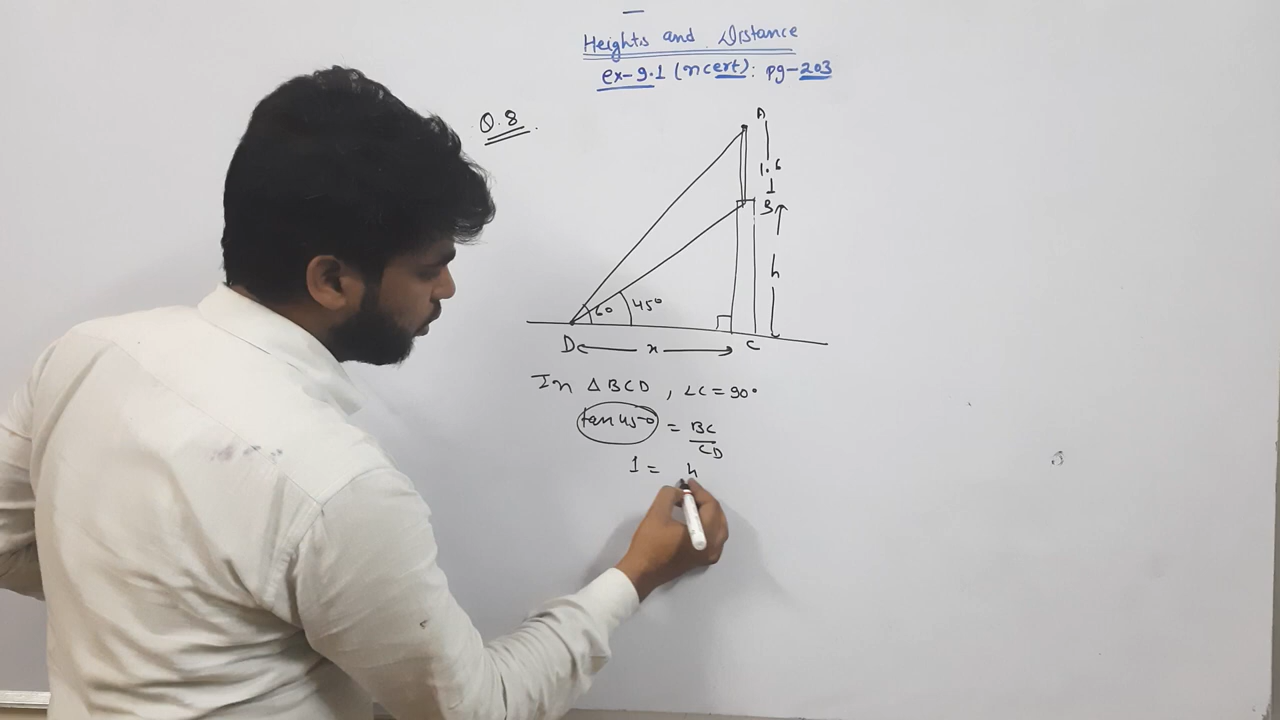 Heights and Distance
ex-9.1 (ncert): pg-203
Q.8
A
1.6
B
h
60
45°
D
x
C
In △BCD, ∠C=90°
tan 45° = BC/CD
1 = h